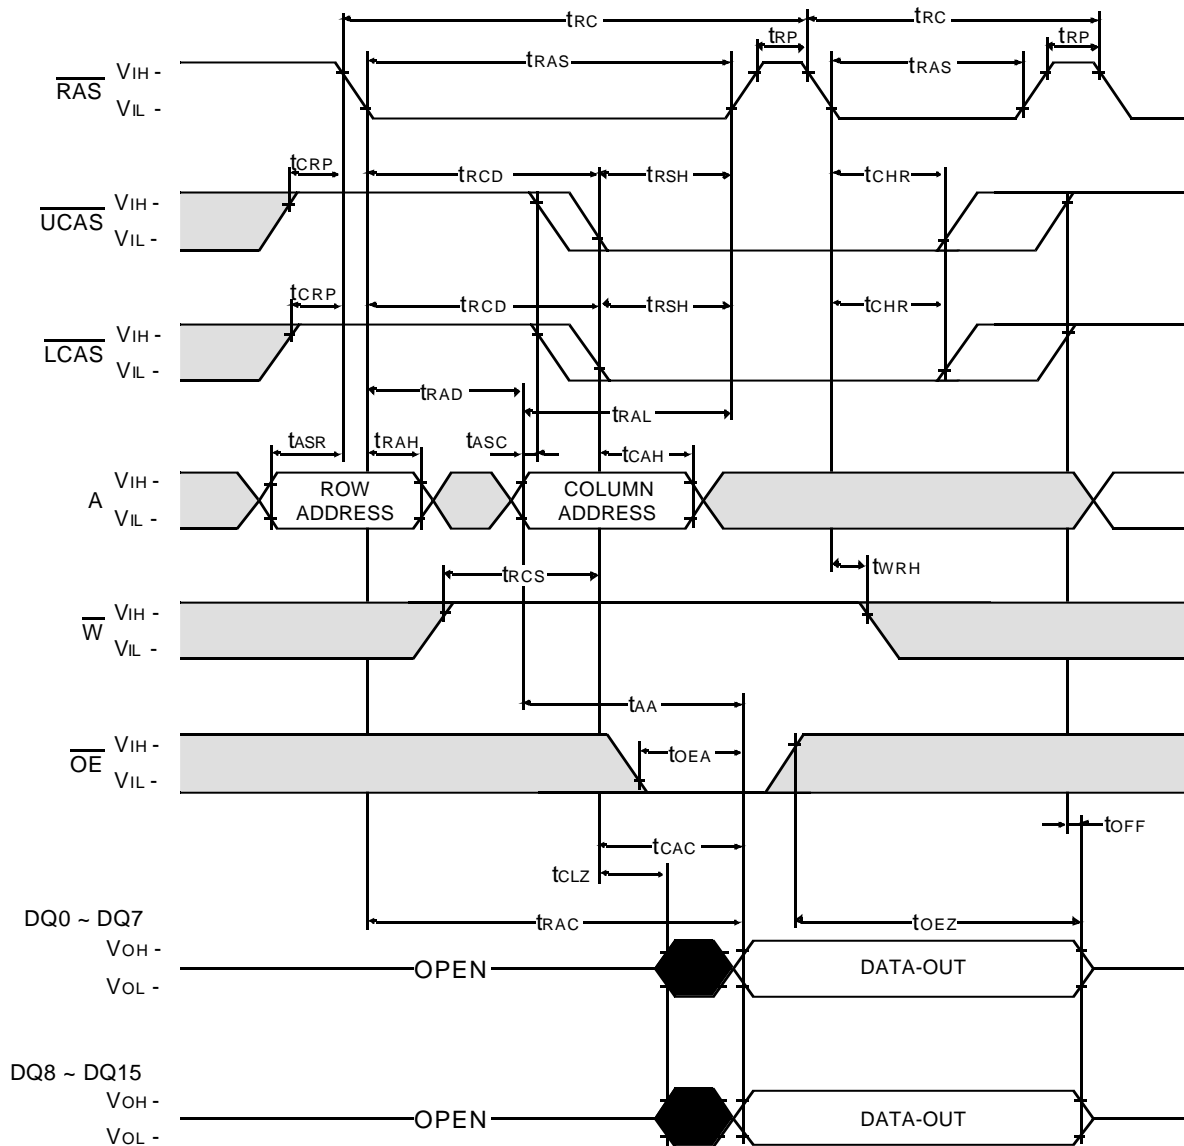 tRC tRC
tRP tRP
tRAS tRAS
RAS VIH -
VIL -
tCRP tRCD tRSH tCHR
UCAS VIH -
VIL -
tCRP tRCD tRSH tCHR
LCAS VIH -
VIL -
tRAD
tRAL
tASR tRAH tASC tCAH
A VIH -
VIL -
ROW
ADDRESS
COLUMN
ADDRESS
tRCS tWRH
W VIH -
VIL -
tAA
OE VIH -
VIL -
tOEA
tOFF
tCAC
tCLZ
tRAC tOEZ
DQ0 ~ DQ7
VOH -
VOL -
OPEN DATA-OUT
DQ8 ~ DQ15
VOH -
VOL -
OPEN DATA-OUT